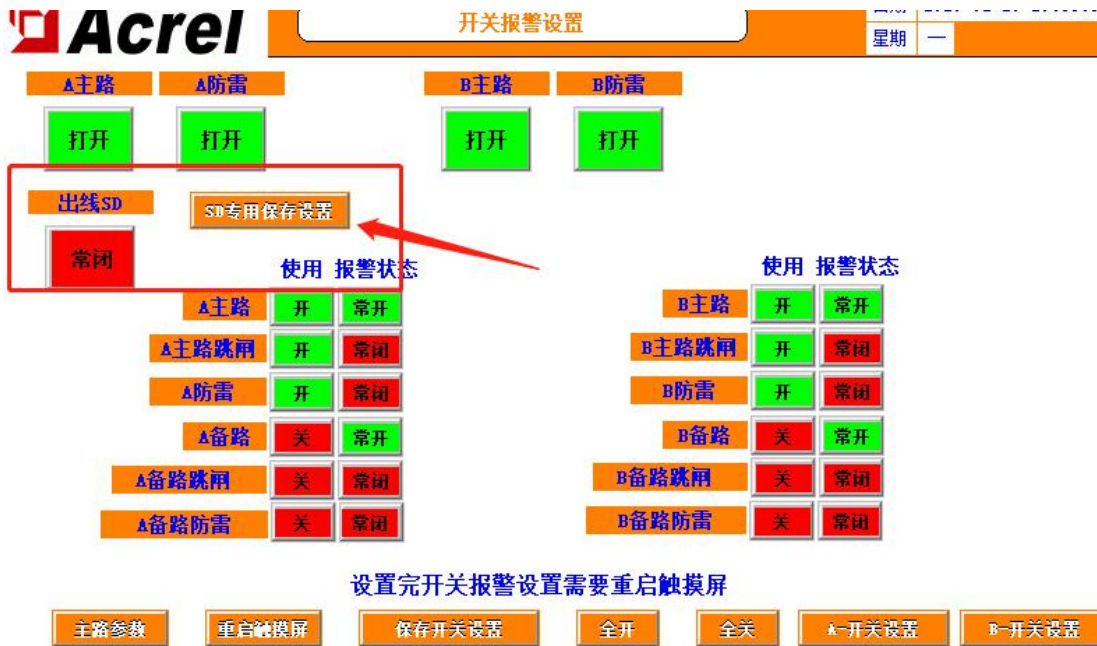 Acrel
开关报警设置
星期 一
A主路 A防雷 B主路 B防雷
打开 打开 打开 打开
出线SD SD专用保存设置
常闭
使用 报警状态 使用 报警状态
A主路 开 常开 B主路 开 常开
A主路跳闸 开 常闭 B主路跳闸 开 常闭
A防雷 开 常闭 B防雷 开 常闭
A备路 关 常开 B备路 关 常开
A备路跳闸 关 常闭 B备路跳闸 关 常闭
A备路防雷 关 常闭 B备路防雷 关 常闭
设置完开关报警设置需要重启触摸屏
主路参数 重启触摸屏 保存开关设置 全开 全关 A-开关设置 B-开关设置